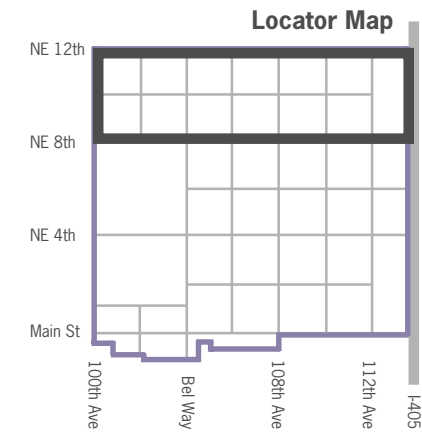 Locator Map
NE 12th
NE 8th
NE 4th
Main St
100th Ave
Bel Way
108th Ave
112th Ave
I-405